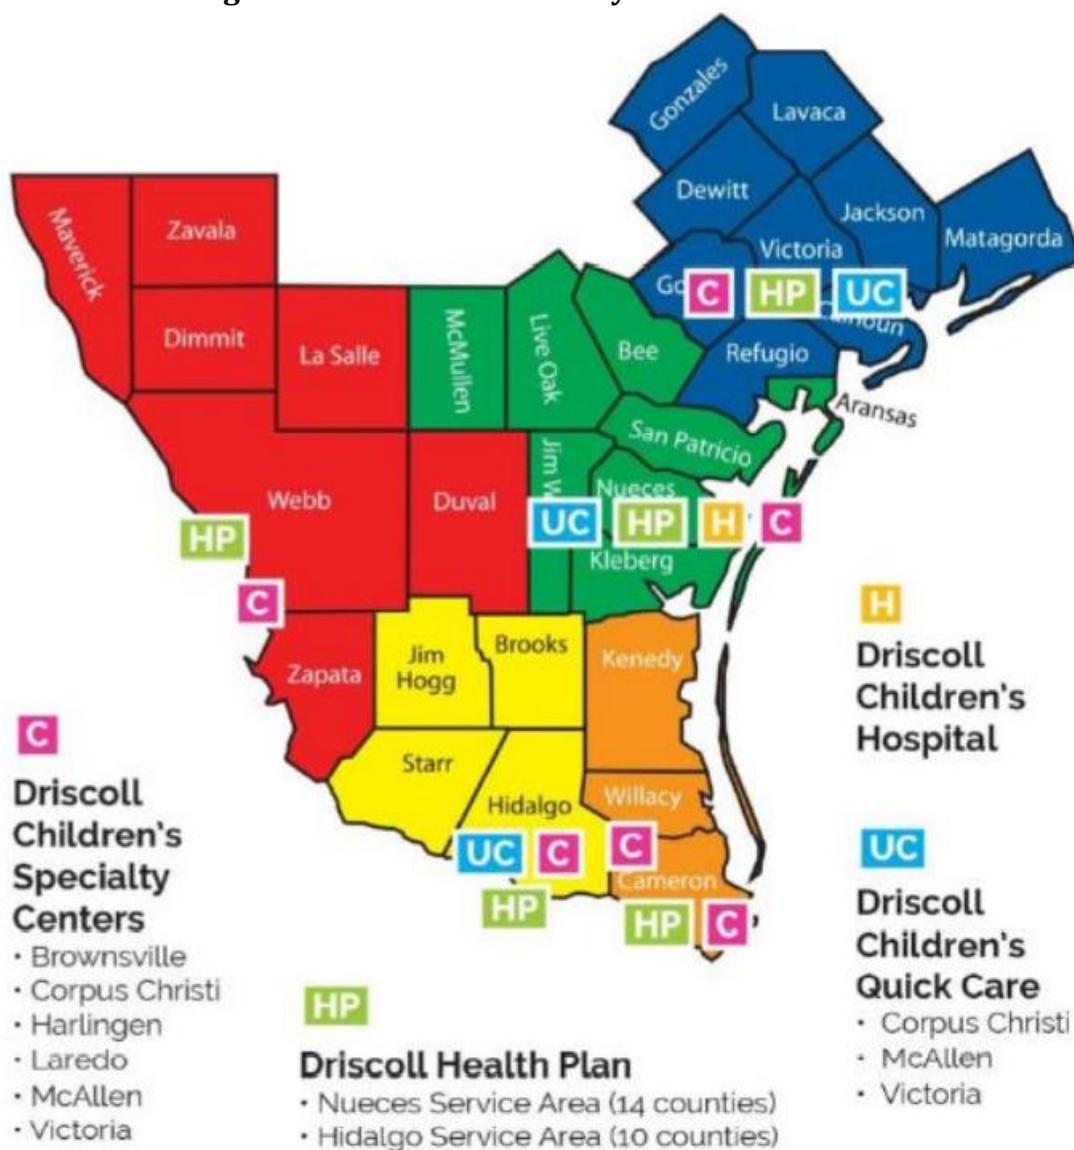 Gonzales
Lavaca
Dewitt
Jackson
Matagorda
Victoria
C
HP
UC
Refugio
Aransas
Maverick
Zavala
Dimmit
La Salle
McMullen
Live Oak
Bee
San Patricio
Webb
Duval
Jim W
Nueces
UC
HP
H
C
Kleberg
HP
C
Zapata
Jim
Hogg
Brooks
Kenedy
Starr
Hidalgo
Willacy
UC
C
C
Cameron
HP
HP
C
C
Driscoll
Children's
Specialty
Centers
· Brownsville
· Corpus Christi
· Harlingen
· Laredo
· McAllen
· Victoria
HP
Driscoll Health Plan
· Nueces Service Area (14 counties)
· Hidalgo Service Area (10 counties)
H
Driscoll
Children's
Hospital
UC
Driscoll
Children's
Quick Care
· Corpus Christi
· McAllen
· Victoria